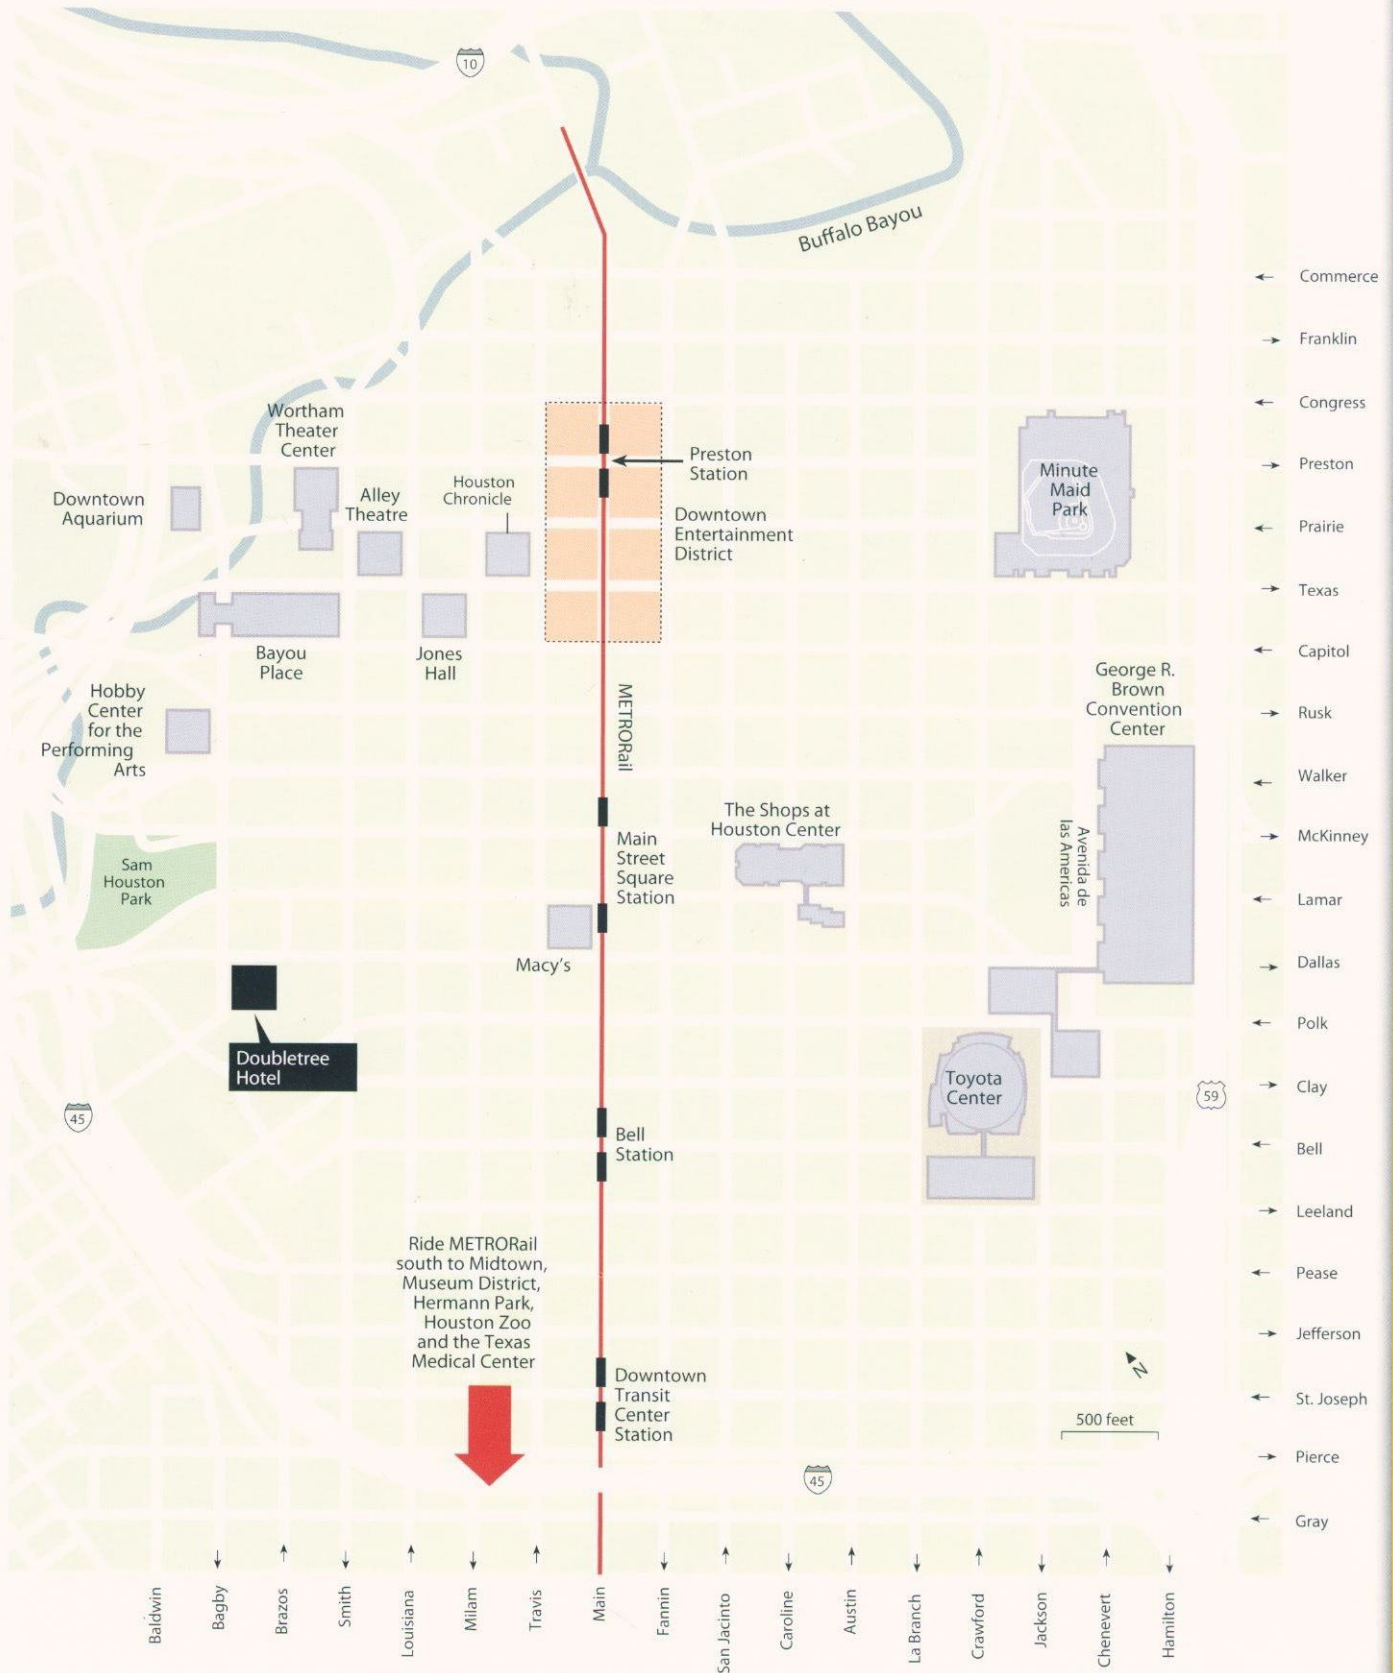 10
Buffalo Bayou
Commerce
Franklin
Congress
Preston
Prairie
Texas
Capitol
Rusk
Walker
McKinney
Lamar
Dallas
Polk
Clay
Bell
Leeland
Pease
Jefferson
St. Joseph
Pierce
Gray
Wortham
Theater
Center
Downtown
Aquarium
Alley
Theatre
Houston
Chronicle
Preston
Station
Downtown
Entertainment
District
Minute
Maid
Park
Bayou
Place
Jones
Hall
Hobby
Center
for the
Performing
Arts
METRORail
George R.
Brown
Convention
Center
The Shops at
Houston Center
Main
Street
Square
Station
Avenida de
las Americas
Sam
Houston
Park
Macy's
Doubletree
Hotel
Toyota
Center
45
59
Bell
Station
Ride METRORail
south to Midtown,
Museum District,
Hermann Park,
Houston Zoo
and the Texas
Medical Center
Downtown
Transit
Center
Station
N
500 feet
45
Baldwin
Bagby
Brazos
Smith
Louisiana
Milam
Travis
Main
Fannin
San Jacinto
Caroline
Austin
La Branch
Crawford
Jackson
Chenevert
Hamilton